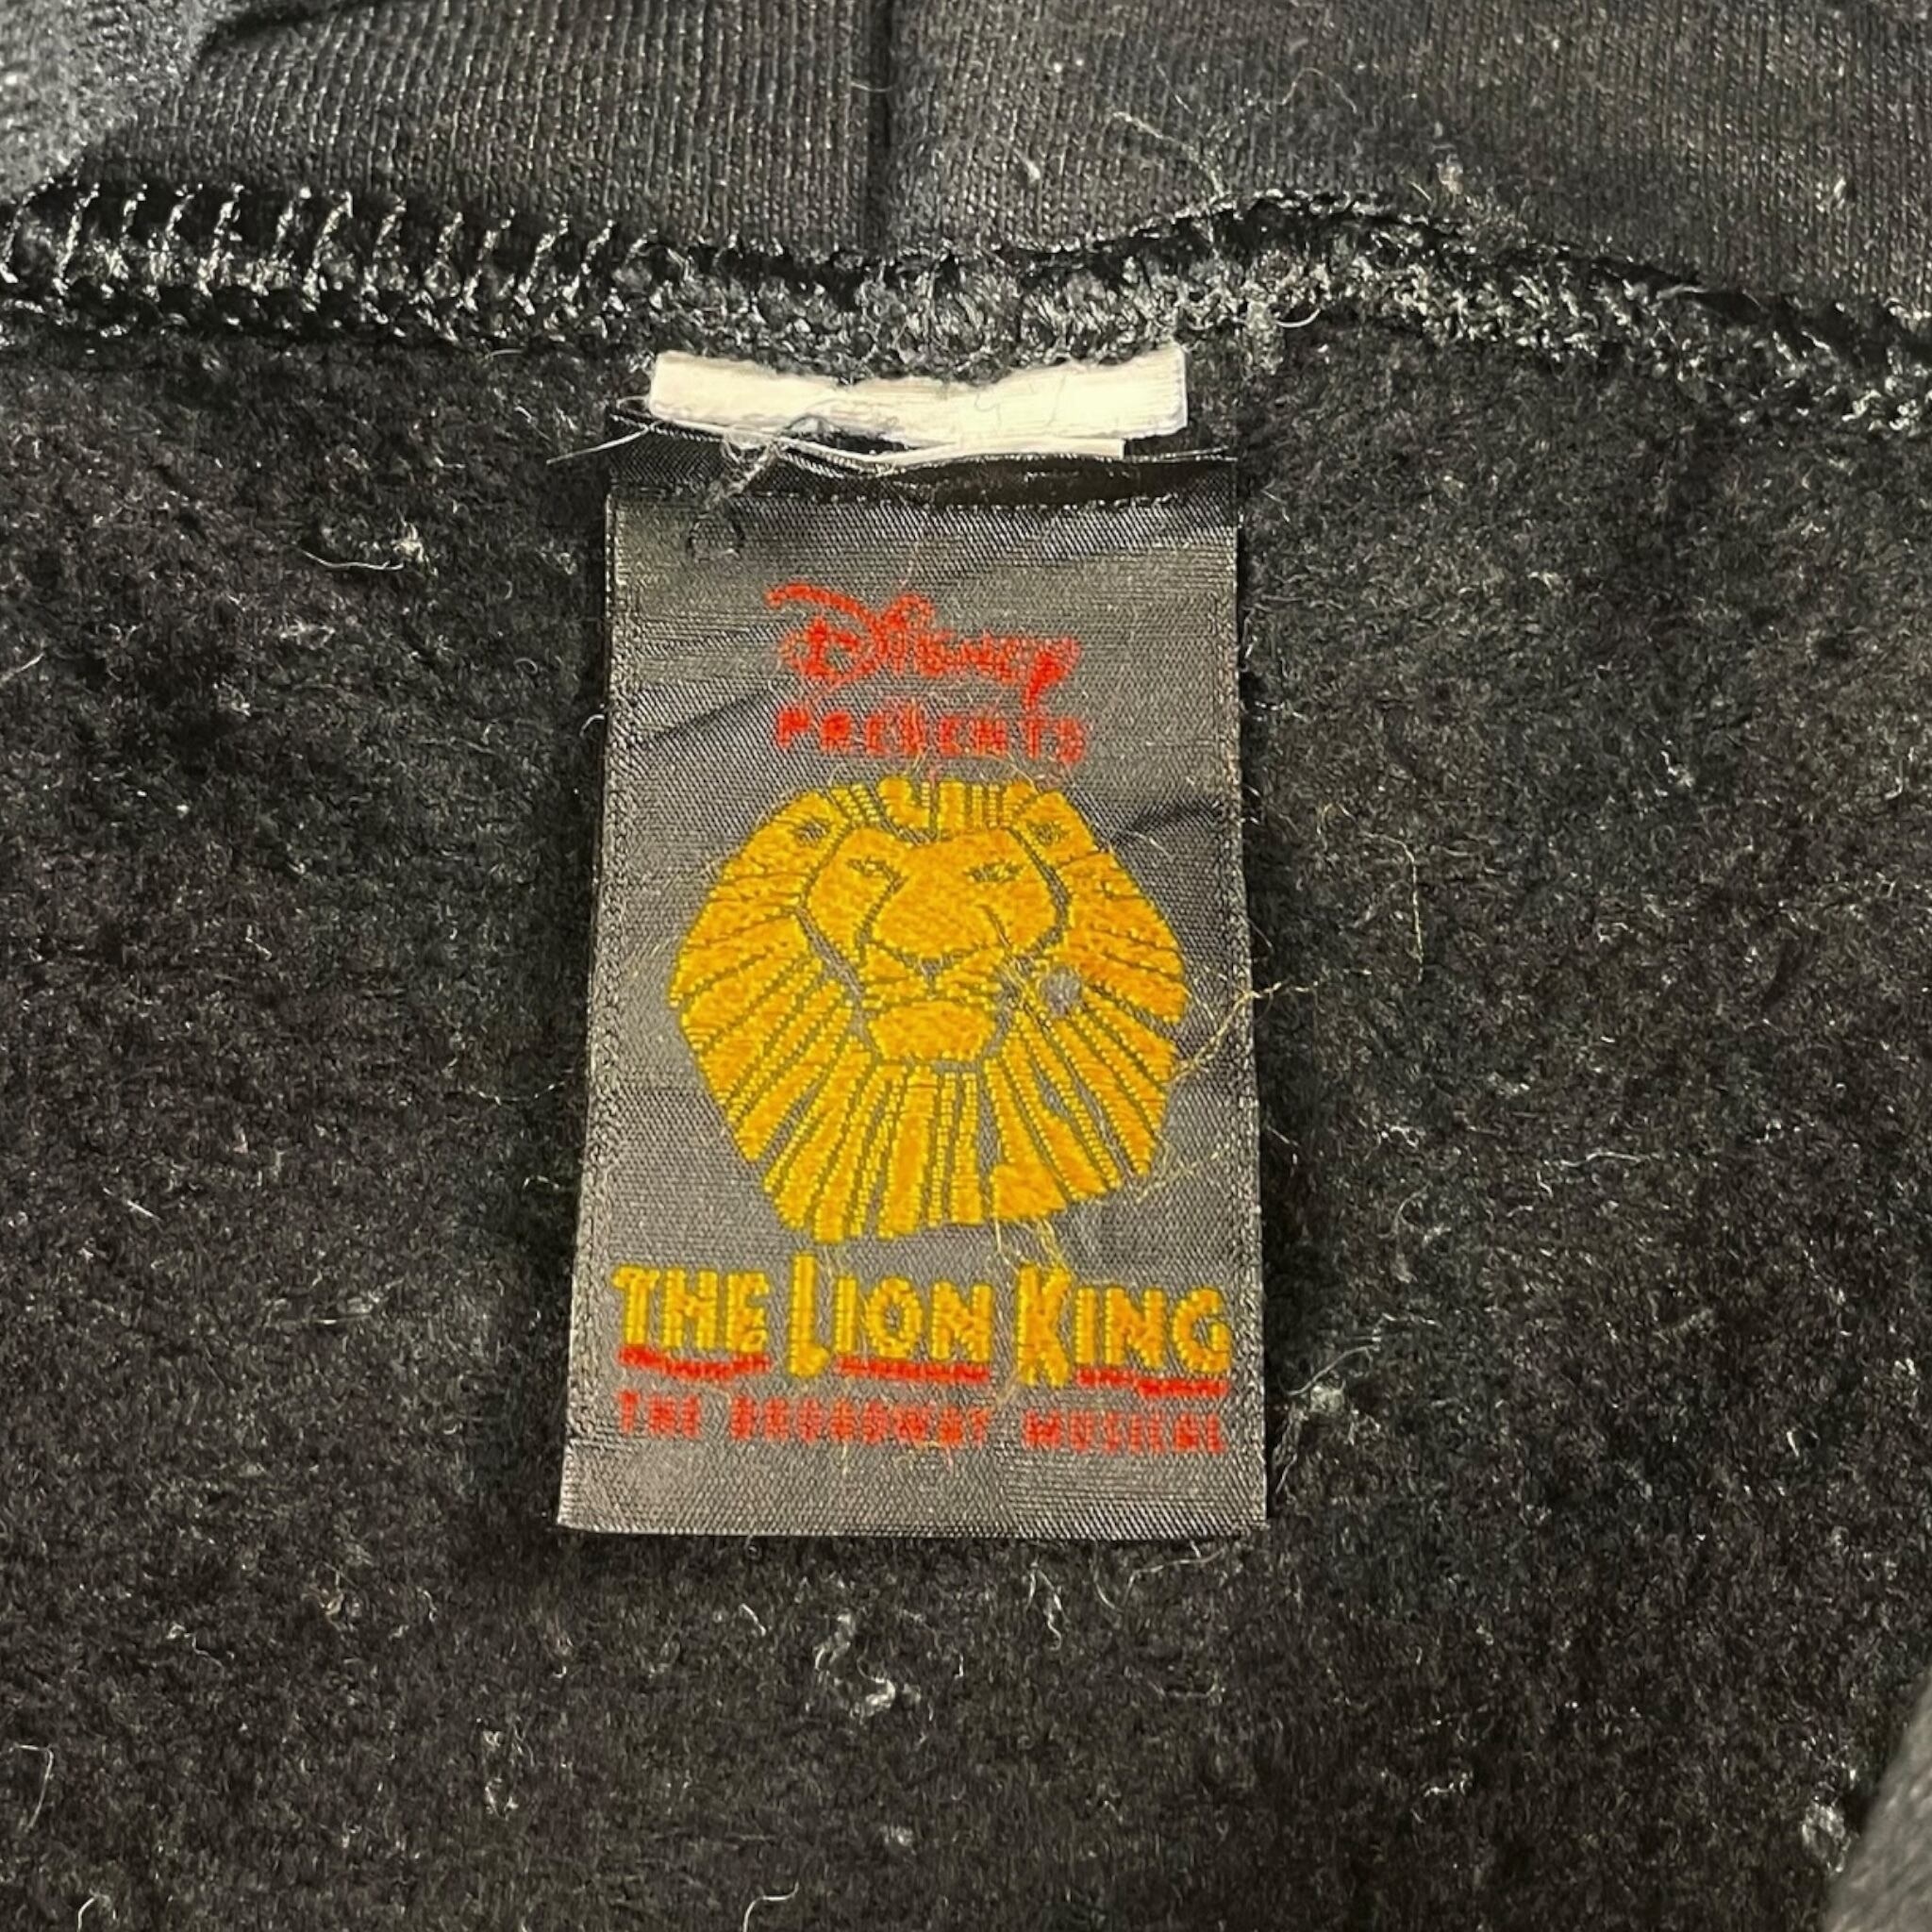 Disney
PRESENTS
THE LION KING
THE BROADWAY MUSICAL